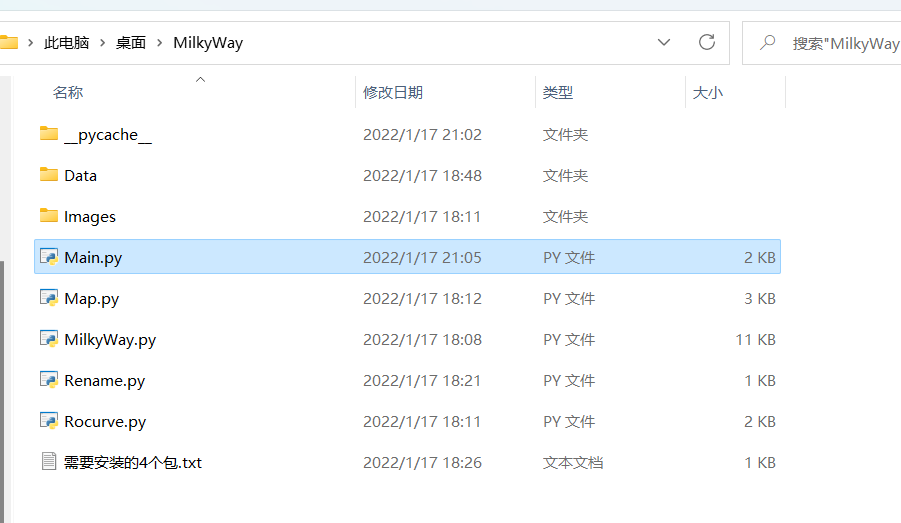 此电脑 > 桌面 > MilkyWay 搜索"MilkyWay
名称 修改日期 类型 大小
__pycache__ 2022/1/17 21:02 文件夹
Data 2022/1/17 18:48 文件夹
Images 2022/1/17 18:11 文件夹
Main.py 2022/1/17 21:05 PY 文件 2 KB
Map.py 2022/1/17 18:12 PY 文件 3 KB
MilkyWay.py 2022/1/17 18:08 PY 文件 11 KB
Rename.py 2022/1/17 18:21 PY 文件 1 KB
Rocurve.py 2022/1/17 18:11 PY 文件 2 KB
需要安装的4个包.txt 2022/1/17 18:26 文本文档 1 KB